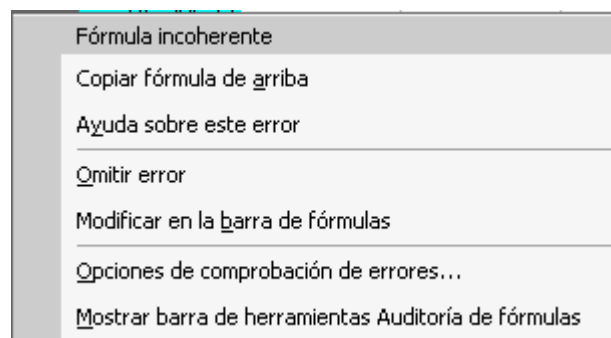 Fórmula incoherente
Copiar fórmula de arriba
Ayuda sobre este error
Omitir error
Modificar en la barra de fórmulas
Opciones de comprobación de errores...
Mostrar barra de herramientas Auditoría de fórmulas